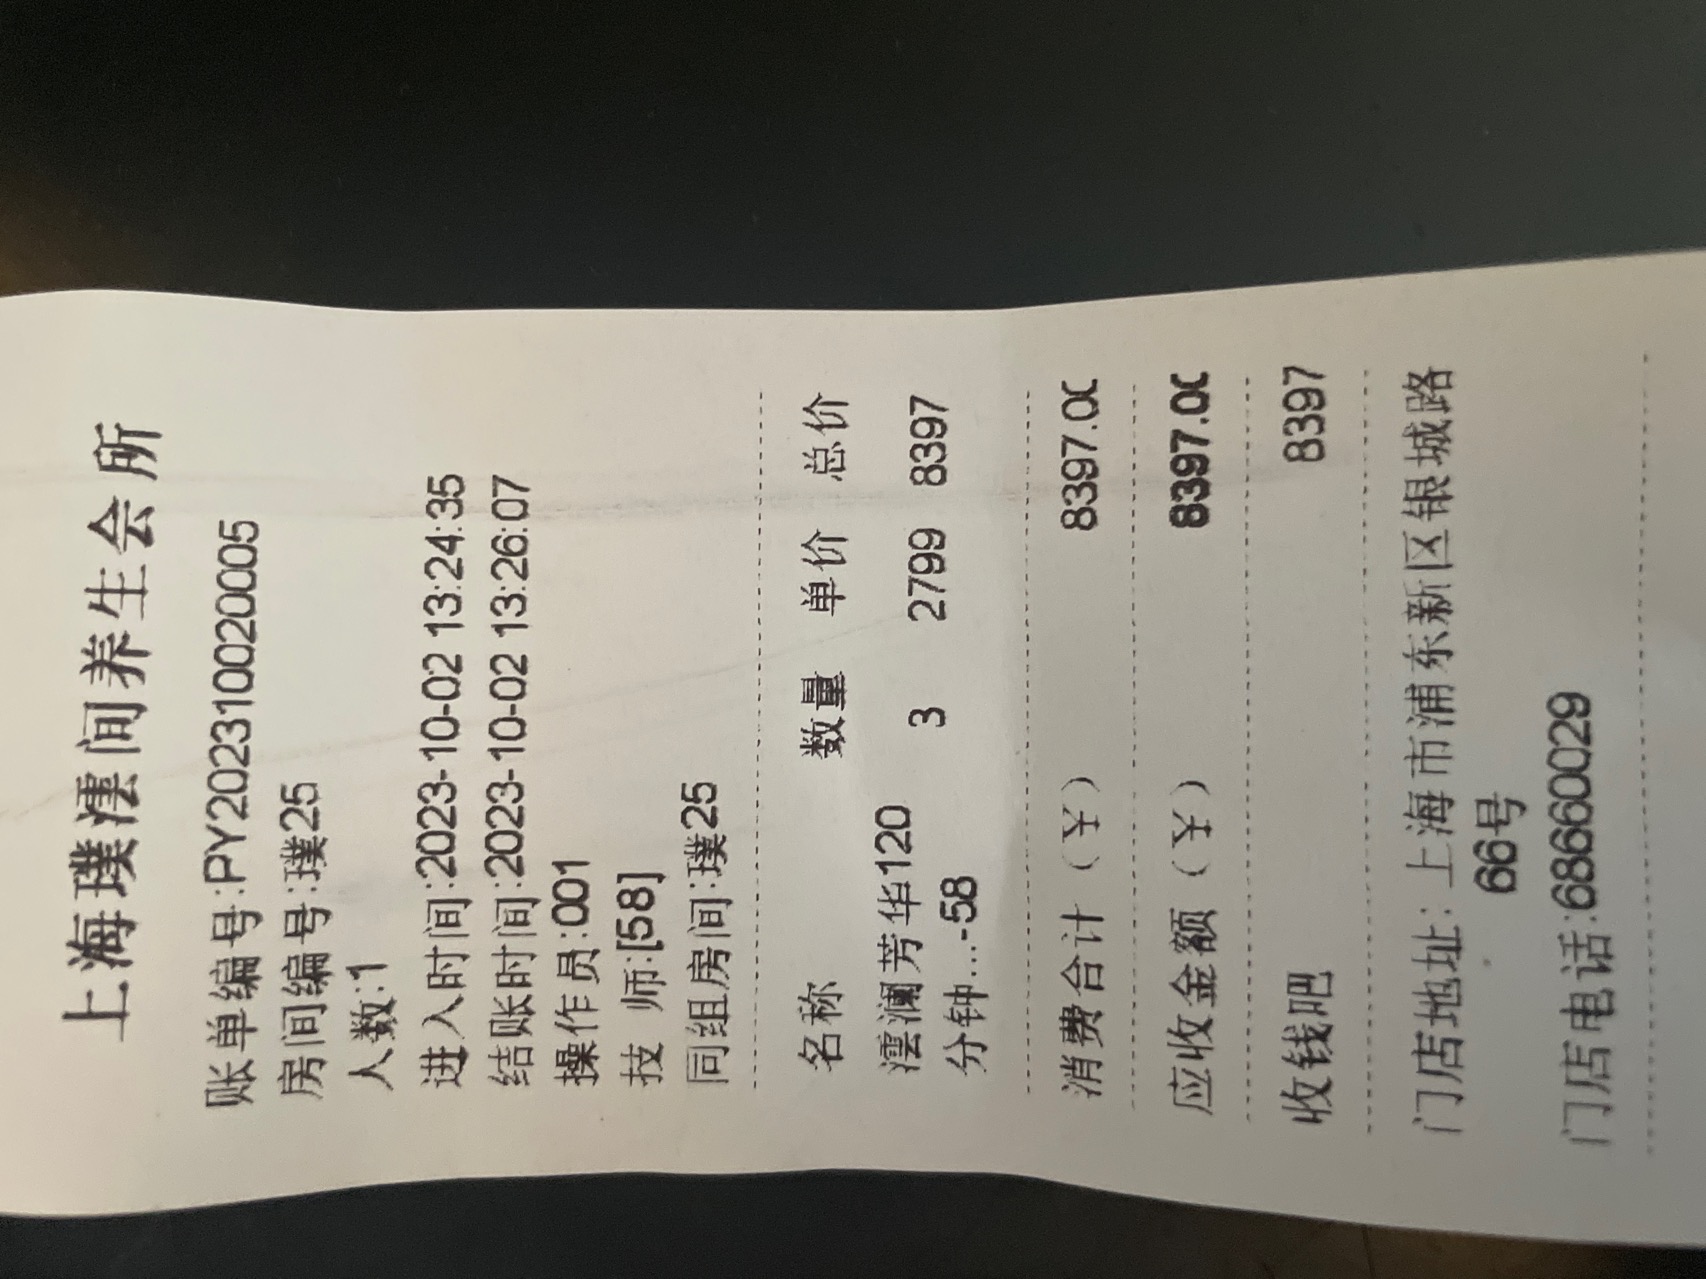 上海璞澐间养生会所
账单编号:PY202310020005
房间编号:璞25
人数:1
进入时间:2023-10-02 13:24:35
结账时间:2023-10-02 13:26:07
操作员:001
技 师:[58]
同组房间:璞25
名称 数量 单价 总价
澐澜芳华120 3 2799 8397
分钟...-58
消费合计（¥） 8397.00
应收金额（¥） 8397.00
收钱吧 8397
门店地址: 上海市浦东新区银城路
66号
门店电话:68660029